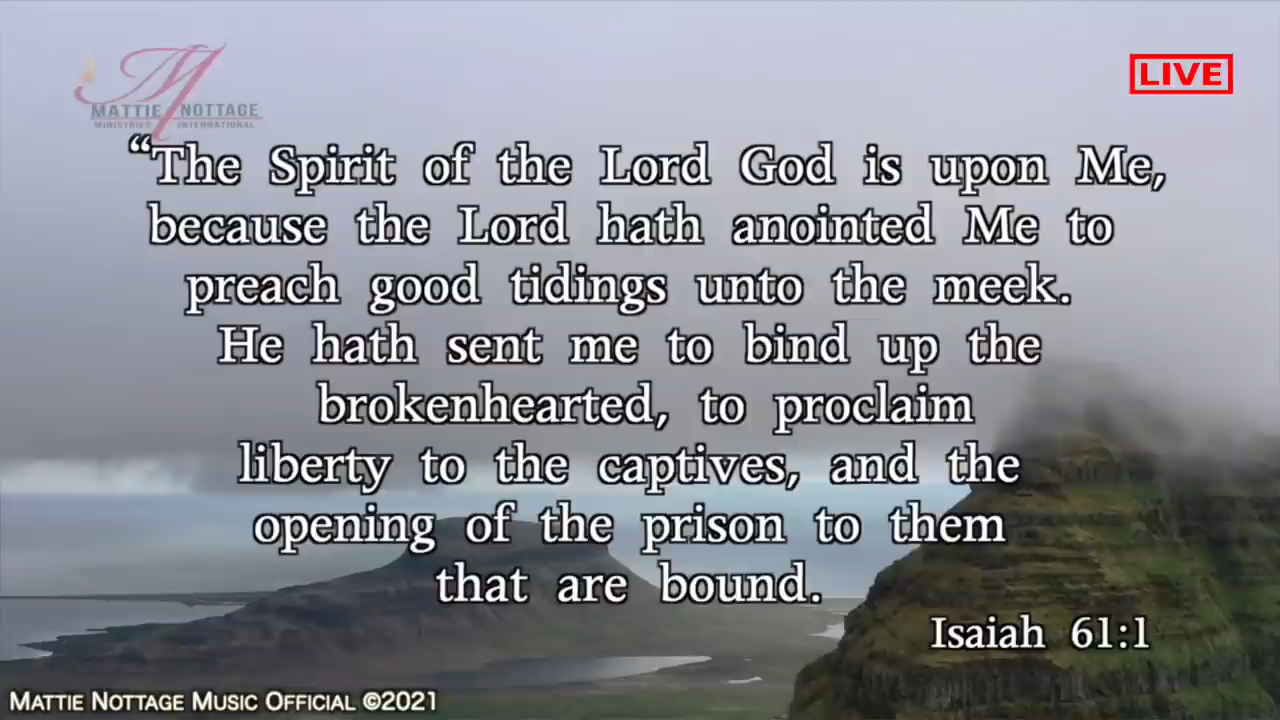 LIVE
M
MATTIE NOTTAGE
MINISTRIES INTERNATIONAL
“The Spirit of the Lord God is upon Me,
because the Lord hath anointed Me to
preach good tidings unto the meek.
He hath sent me to bind up the
brokenhearted, to proclaim
liberty to the captives, and the
opening of the prison to them
that are bound.
Isaiah 61:1
MATTIE NOTTAGE MUSIC OFFICIAL ©2021